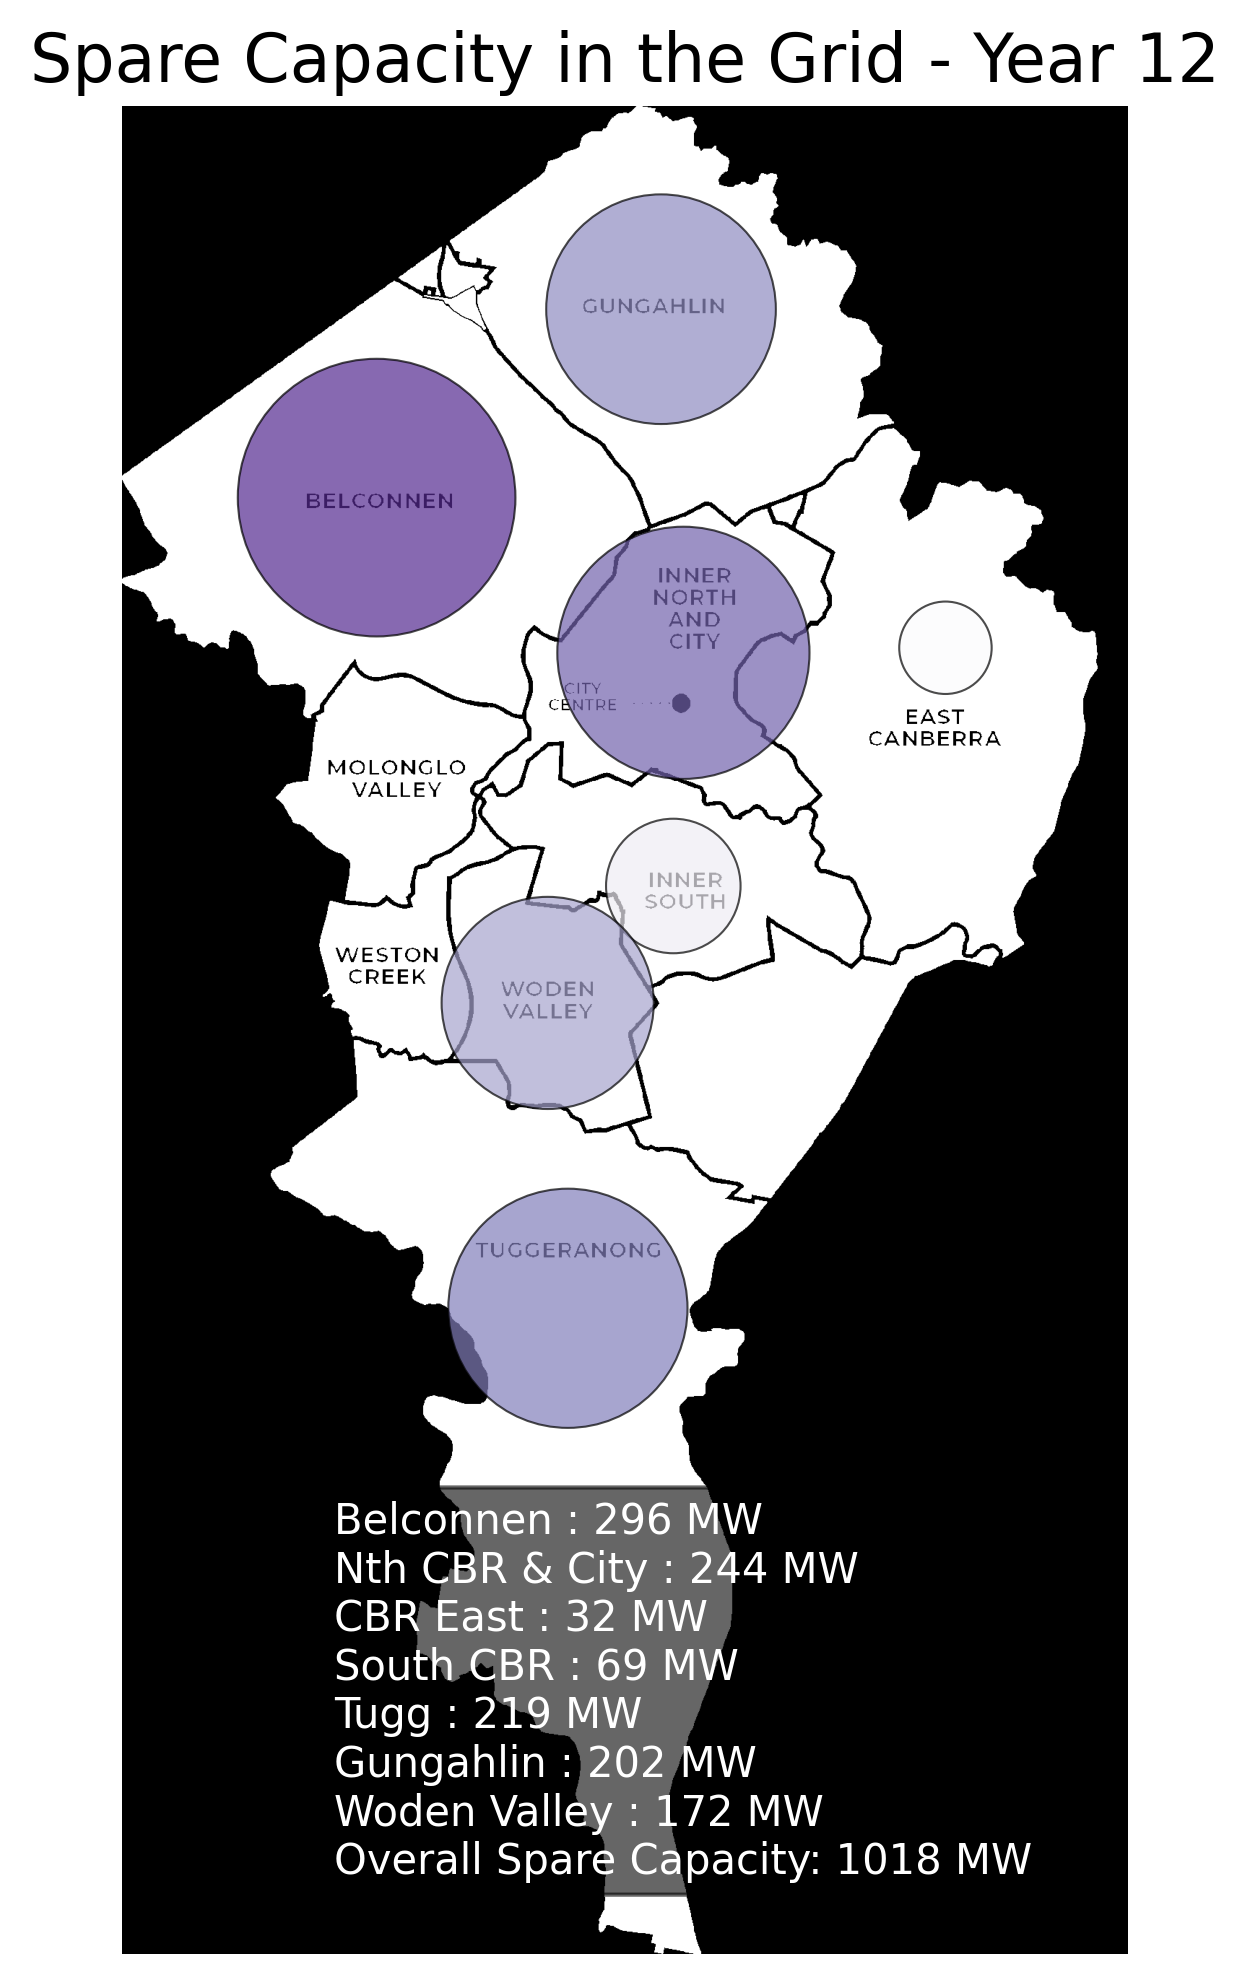 Spare Capacity in the Grid - Year 12
GUNGAHLIN
BELCONNEN
INNER
NORTH
AND
CITY
CITY
CENTRE
EAST
CANBERRA
MOLONGLO
VALLEY
INNER
SOUTH
WESTON
CREEK
WODEN
VALLEY
TUGGERANONG
Belconnen : 296 MW
Nth CBR & City : 244 MW
CBR East : 32 MW
South CBR : 69 MW
Tugg : 219 MW
Gungahlin : 202 MW
Woden Valley : 172 MW
Overall Spare Capacity: 1018 MW